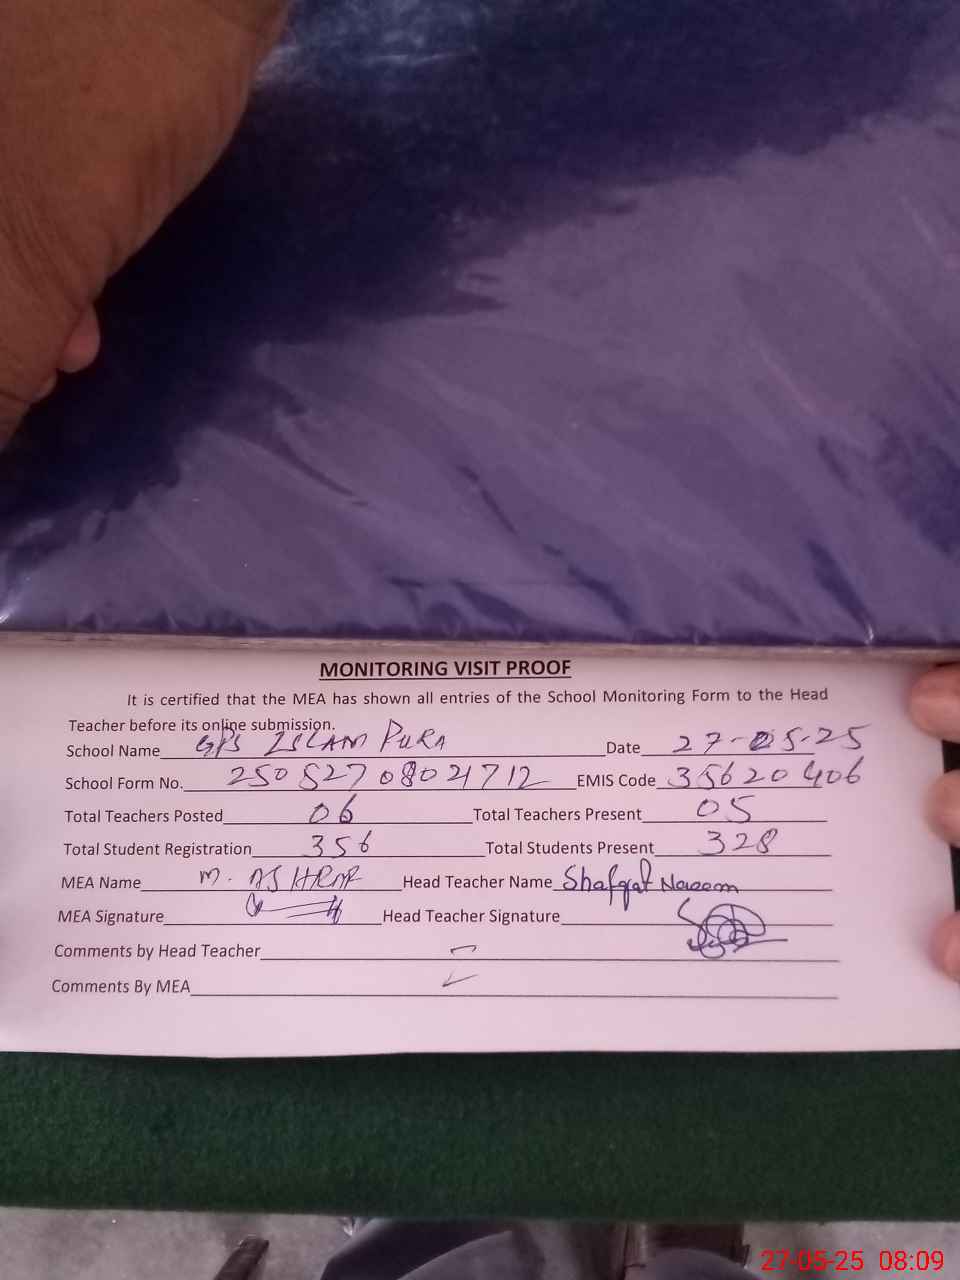 MONITORING VISIT PROOF
It is certified that the MEA has shown all entries of the School Monitoring Form to the Head
Teacher before its online submission.
School Name GPS ISLAM PURA Date 27-05-25
School Form No. 25052708021712 EMIS Code 35620406
Total Teachers Posted 06 Total Teachers Present 05
Total Student Registration 356 Total Students Present 328
MEA Name M. ASHRAF Head Teacher Name Shafqat Naseem
MEA Signature Head Teacher Signature
Comments by Head Teacher
Comments By MEA
27-05-25 08:09